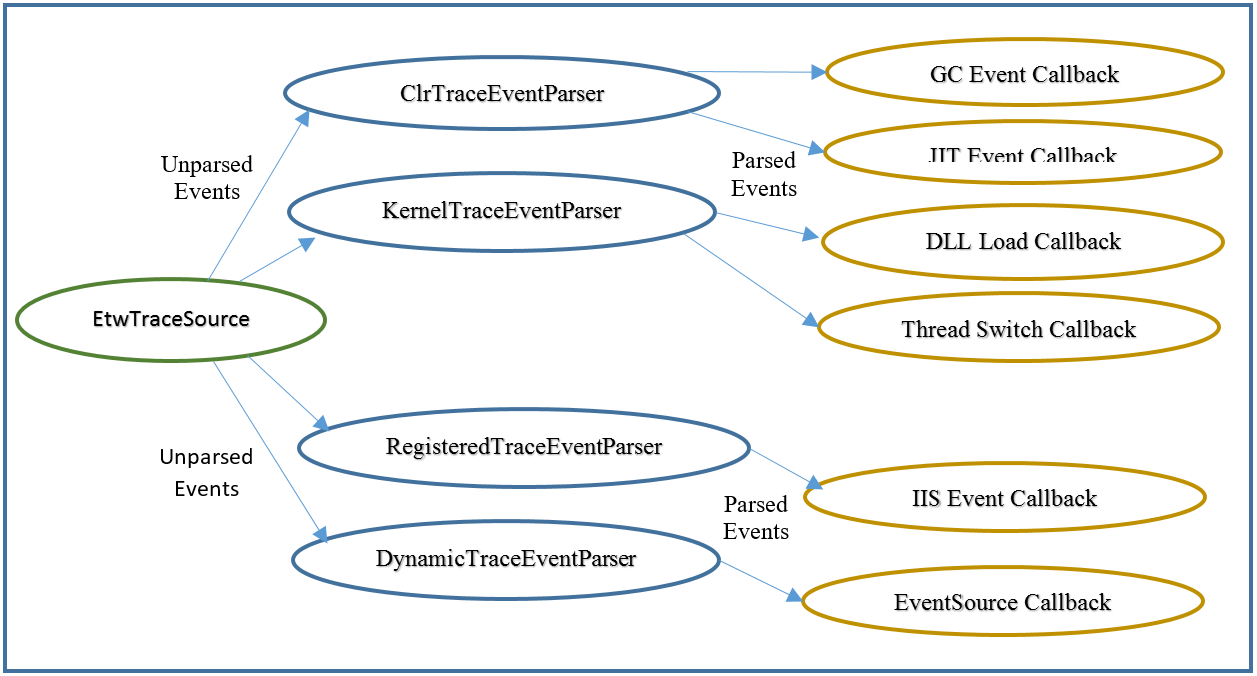 GC Event Callback
ClrTraceEventParser
Unparsed
Events
JIT Event Callback
Parsed
Events
KernelTraceEventParser
DLL Load Callback
EtwTraceSource
Thread Switch Callback
RegisteredTraceEventParser
Unparsed
Events
IIS Event Callback
Parsed
Events
DynamicTraceEventParser
EventSource Callback